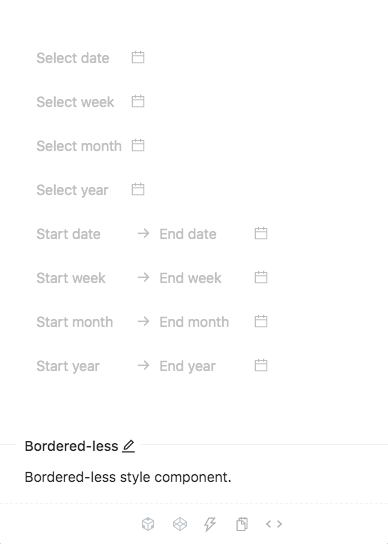 Select date
Select week
Select month
Select year
Start date → End date
Start week → End week
Start month → End month
Start year → End year
Bordered-less
Bordered-less style component.